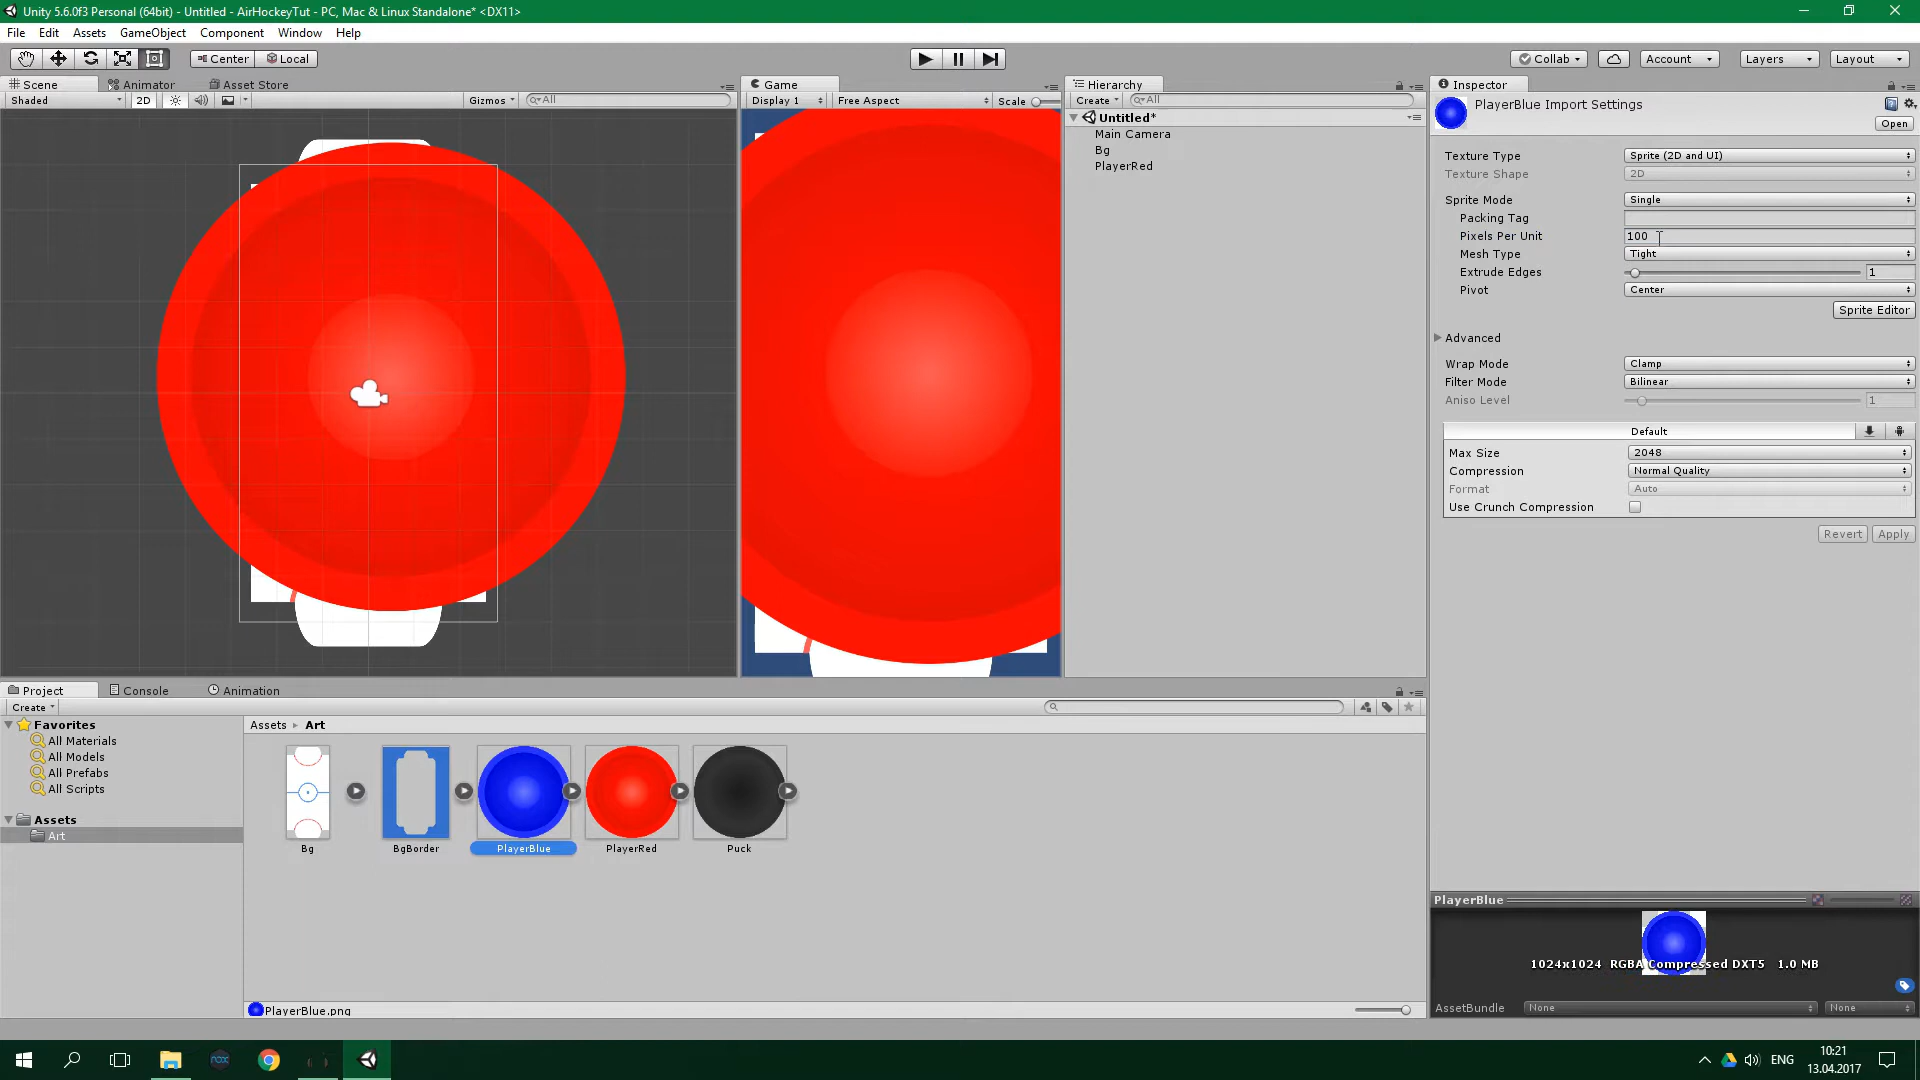 Unity 5.6.0f3 Personal (64bit) - Untitled - AirHockeyTut - PC, Mac & Linux Standalone* <DX11>
File Edit Assets GameObject Component Window Help
Center Local Collab Account Layers Layout
Scene Animator Asset Store
Shaded 2D Gizmos All
Game
Display 1 Free Aspect Scale
Hierarchy
Create All
Untitled*
Main Camera
Bg
PlayerRed
Inspector
PlayerBlue Import Settings
Open
Texture Type Sprite (2D and UI)
Texture Shape 2D
Sprite Mode Single
Packing Tag
Pixels Per Unit 100
Mesh Type Tight
Extrude Edges 1
Pivot Center
Sprite Editor
Advanced
Wrap Mode Clamp
Filter Mode Bilinear
Aniso Level 1
Default
Max Size 2048
Compression Normal Quality
Format Auto
Use Crunch Compression
Revert Apply
Project Console Animation
Create
Favorites
All Materials
All Models
All Prefabs
All Scripts
Assets
Art
Assets Art
Bg BgBorder PlayerBlue PlayerRed Puck
PlayerBlue.png
PlayerBlue
1024x1024 RGBA Compressed DXT5 1.0 MB
AssetBundle None None
nox
ENG
10:21
13.04.2017